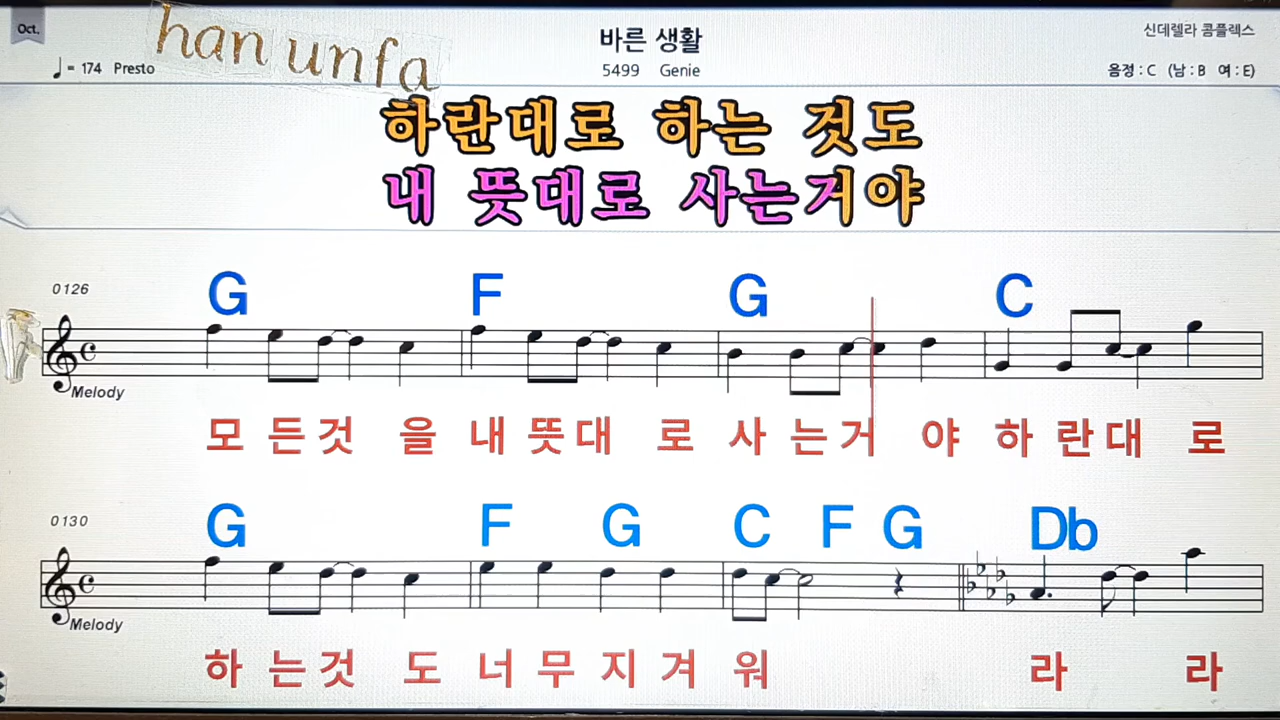 Oct.
han unfa
바른 생활
신데렐라 콤플렉스
♩= 174 Presto
5499 Genie
음정 : C (남 : B 여 : E)
하란대로 하는 것도
내 뜻대로 사는거야
0126
G F G C
Melody
모 든것 을 내 뜻대 로 사 는거 야 하 란대 로
0130
G F G C F G Db
Melody
하 는것 도 너 무 지 겨 워 라 라